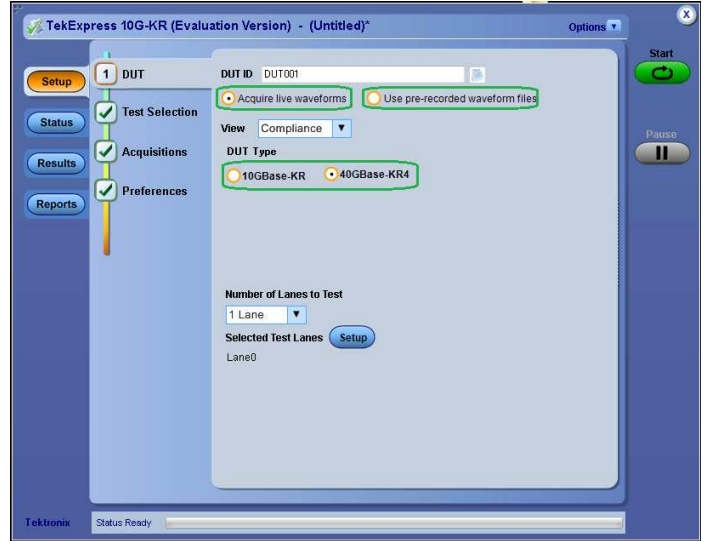 TekExpress 10G-KR (Evaluation Version) - (Untitled)*
Options
x
Start
Setup
Status
Results
Reports
1 DUT
Test Selection
Acquisitions
Preferences
DUT ID DUT001
Acquire live waveforms
Use pre-recorded waveform files
View Compliance
DUT Type
10GBase-KR
40GBase-KR4
Number of Lanes to Test
1 Lane
Selected Test Lanes Setup
Lane0
Pause
Tektronix
Status Ready